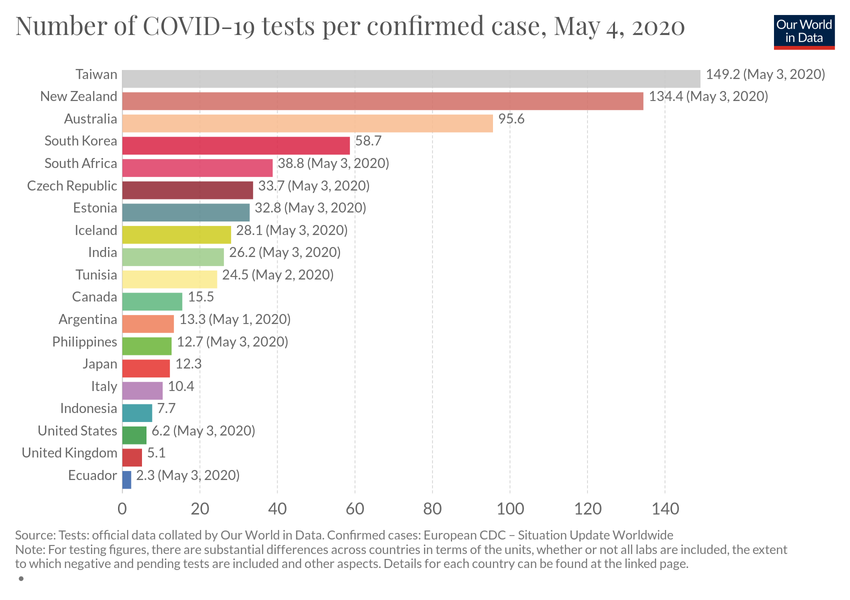 Number of COVID-19 tests per confirmed case, May 4, 2020
Our World
in Data
Taiwan 149.2 (May 3, 2020)
New Zealand 134.4 (May 3, 2020)
Australia 95.6
South Korea 58.7
South Africa 38.8 (May 3, 2020)
Czech Republic 33.7 (May 3, 2020)
Estonia 32.8 (May 3, 2020)
Iceland 28.1 (May 3, 2020)
India 26.2 (May 3, 2020)
Tunisia 24.5 (May 2, 2020)
Canada 15.5
Argentina 13.3 (May 1, 2020)
Philippines 12.7 (May 3, 2020)
Japan 12.3
Italy 10.4
Indonesia 7.7
United States 6.2 (May 3, 2020)
United Kingdom 5.1
Ecuador 2.3 (May 3, 2020)
0 20 40 60 80 100 120 140
Source: Tests: official data collated by Our World in Data. Confirmed cases: European CDC – Situation Update Worldwide
Note: For testing figures, there are substantial differences across countries in terms of the units, whether or not all labs are included, the extent
to which negative and pending tests are included and other aspects. Details for each country can be found at the linked page.
•